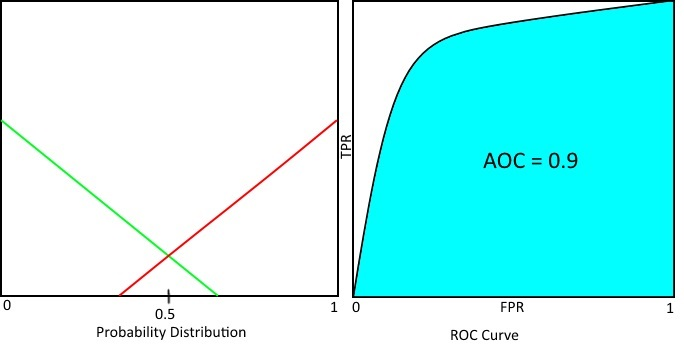 0
0.5
1
Probability Distribution
TPR
AOC = 0.9
0
FPR
1
ROC Curve